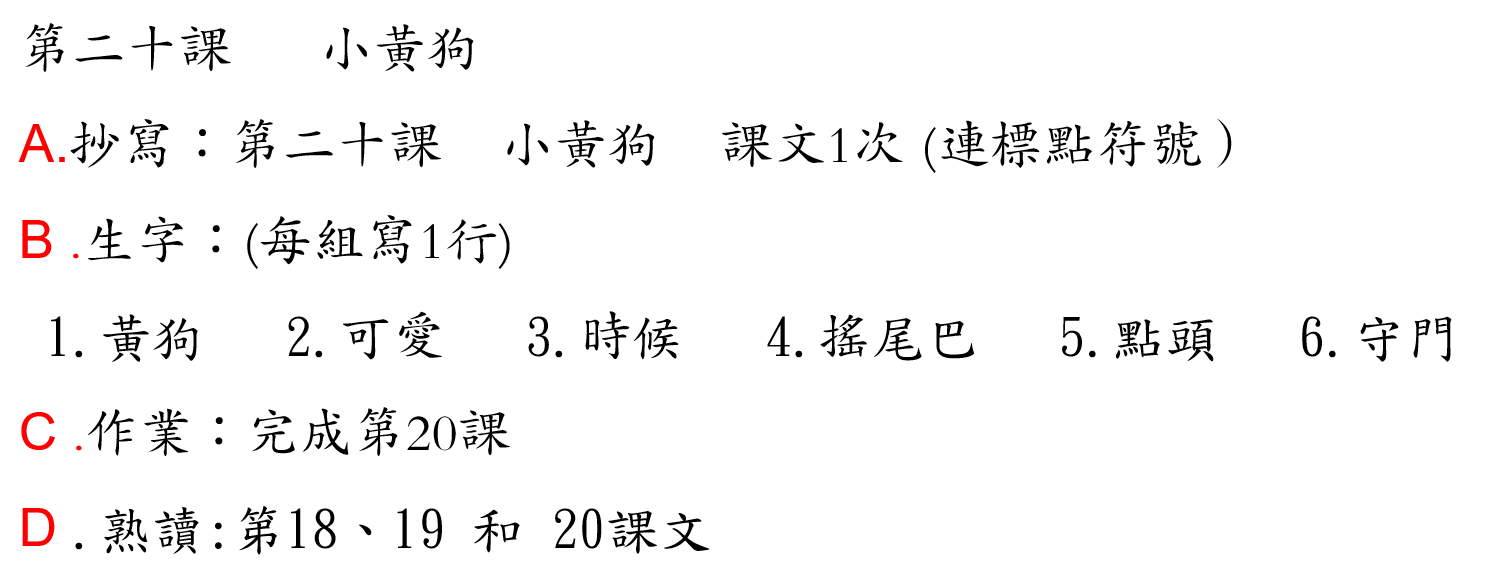 第二十課 小黃狗
A.抄寫：第二十課 小黃狗 課文1次 (連標點符號）
B .生字：(每組寫1行)
1. 黃狗 2. 可愛 3. 時候 4. 搖尾巴 5. 點頭 6. 守門
C .作業：完成第20課
D . 熟讀:第18、19 和 20課文